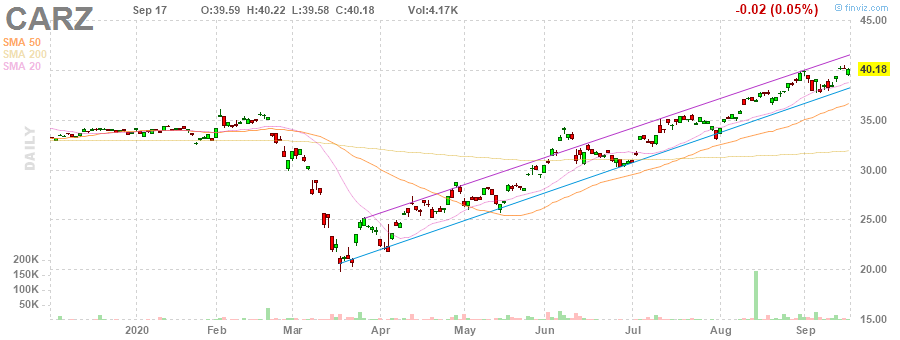 CARZ Sep 17 O:39.59 H:40.22 L:39.58 C:40.18 Vol:4.17K -0.02 (0.05%) © finviz.com
SMA 50
SMA 200
SMA 20
DAILY
45.00
40.18
35.00
30.00
25.00
20.00
15.00
200K
150K
100K
50K
2020 Feb Mar Apr May Jun Jul Aug Sep